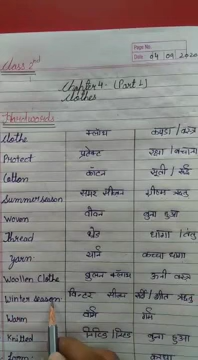 Page No.
Date 04 09 2020
Class 2nd
Chapter 4 - (Part 1)
Clothes
Hardwords
Clothe क्लोथ कपड़ा / वस्त्र
Protect प्रोटेक्ट रक्षा / बचाना
Cotton कॉटन सूती / रूई
Summer season समर सीजन ग्रीष्म ऋतु
Woven वीवन बुना हुआ
Thread थ्रेड धागा / तंतु
Yarn यार्न कच्चा धागा
Woollen Clothe वुलन क्लोथ ऊनी वस्त्र
Winter season विन्टर सीजन सर्दी / शीत ऋतु
Warm वॉर्म गर्म
Knitted निटिड बुना हुआ